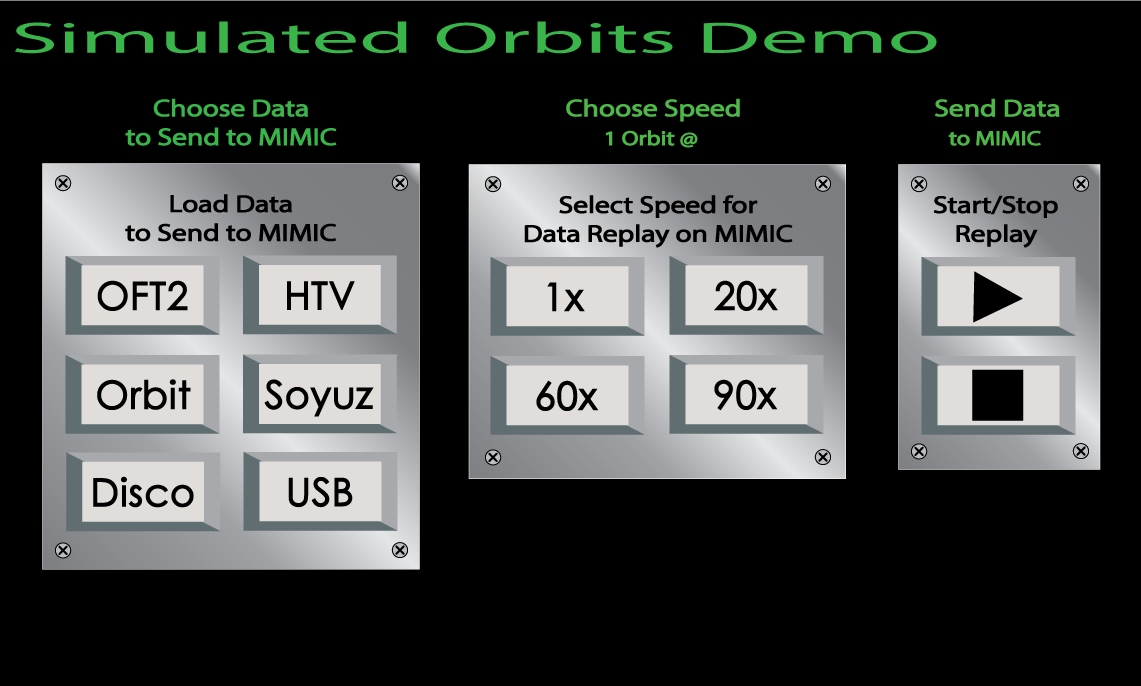 Simulated Orbits Demo
Choose Data
to Send to MIMIC
Load Data
to Send to MIMIC
OFT2
HTV
Orbit
Soyuz
Disco
USB
Choose Speed
1 Orbit @
Select Speed for
Data Replay on MIMIC
1x
20x
60x
90x
Send Data
to MIMIC
Start/Stop
Replay